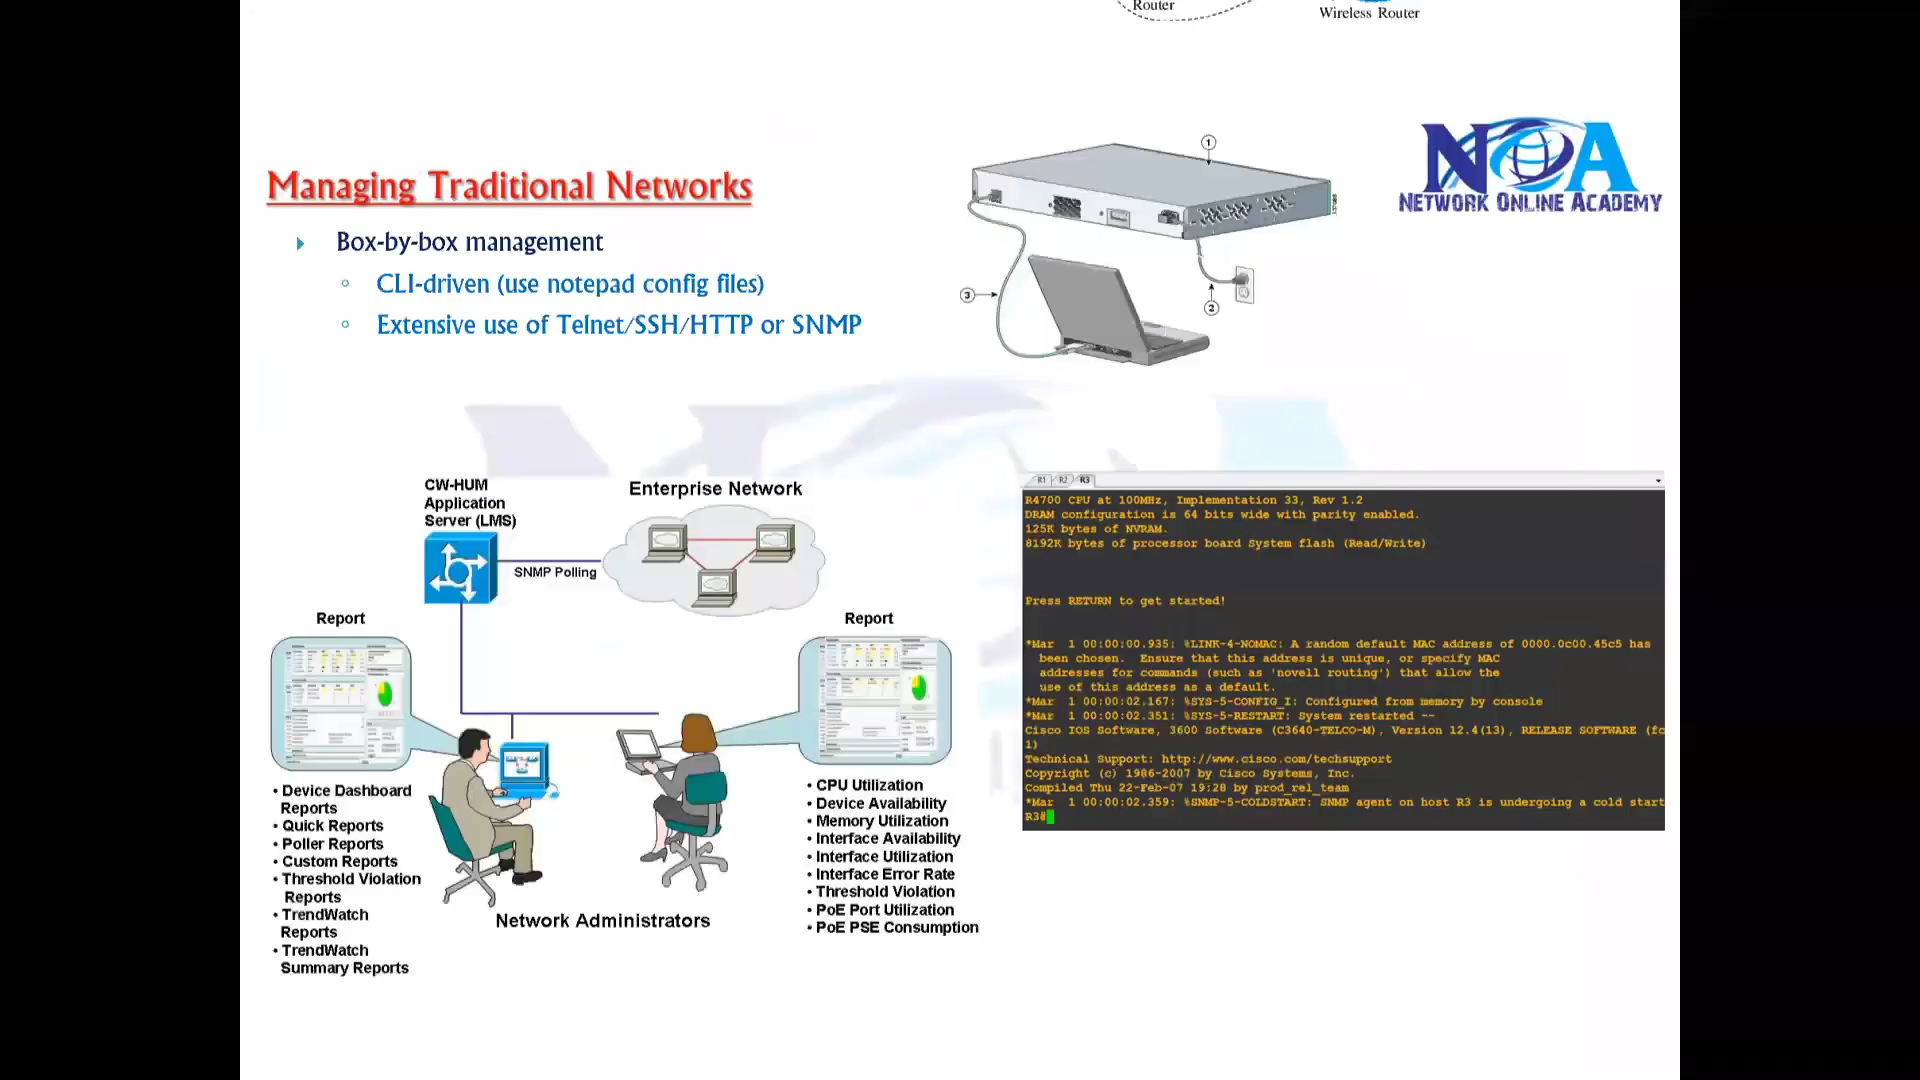 Router
Wireless Router
NOA
NETWORK ONLINE ACADEMY
Managing Traditional Networks
Box-by-box management
CLI-driven (use notepad config files)
Extensive use of Telnet/SSH/HTTP or SNMP
1
2
3
CW-HUM
Application
Server (LMS)
Enterprise Network
SNMP Polling
Report
Report
• Device Dashboard
Reports
• Quick Reports
• Poller Reports
• Custom Reports
• Threshold Violation
Reports
• TrendWatch
Reports
• TrendWatch
Summary Reports
Network Administrators
• CPU Utilization
• Device Availability
• Memory Utilization
• Interface Availability
• Interface Utilization
• Interface Error Rate
• Threshold Violation
• PoE Port Utilization
• PoE PSE Consumption
R1 R2 R3
R4700 CPU at 100MHz, Implementation 33, Rev 1.2
DRAM configuration is 64 bits wide with parity enabled.
125K bytes of NVRAM.
8192K bytes of processor board System flash (Read/Write)
Press RETURN to get started!
*Mar  1 00:00:00.935: %LINK-4-NOMAC: A random default MAC address of 0000.0c00.45c5 has
been chosen.  Ensure that this address is unique, or specify MAC
addresses for commands (such as 'novell routing') that allow the
use of this address as a default.
*Mar  1 00:00:02.167: %SYS-5-CONFIG_I: Configured from memory by console
*Mar  1 00:00:02.351: %SYS-5-RESTART: System restarted --
Cisco IOS Software, 3600 Software (C3640-TELCO-M), Version 12.4(13), RELEASE SOFTWARE (fc
1)
Technical Support: http://www.cisco.com/techsupport
Copyright (c) 1986-2007 by Cisco Systems, Inc.
Compiled Thu 22-Feb-07 19:28 by prod_rel_team
*Mar  1 00:00:02.359: %SNMP-5-COLDSTART: SNMP agent on host R3 is undergoing a cold start
R3#